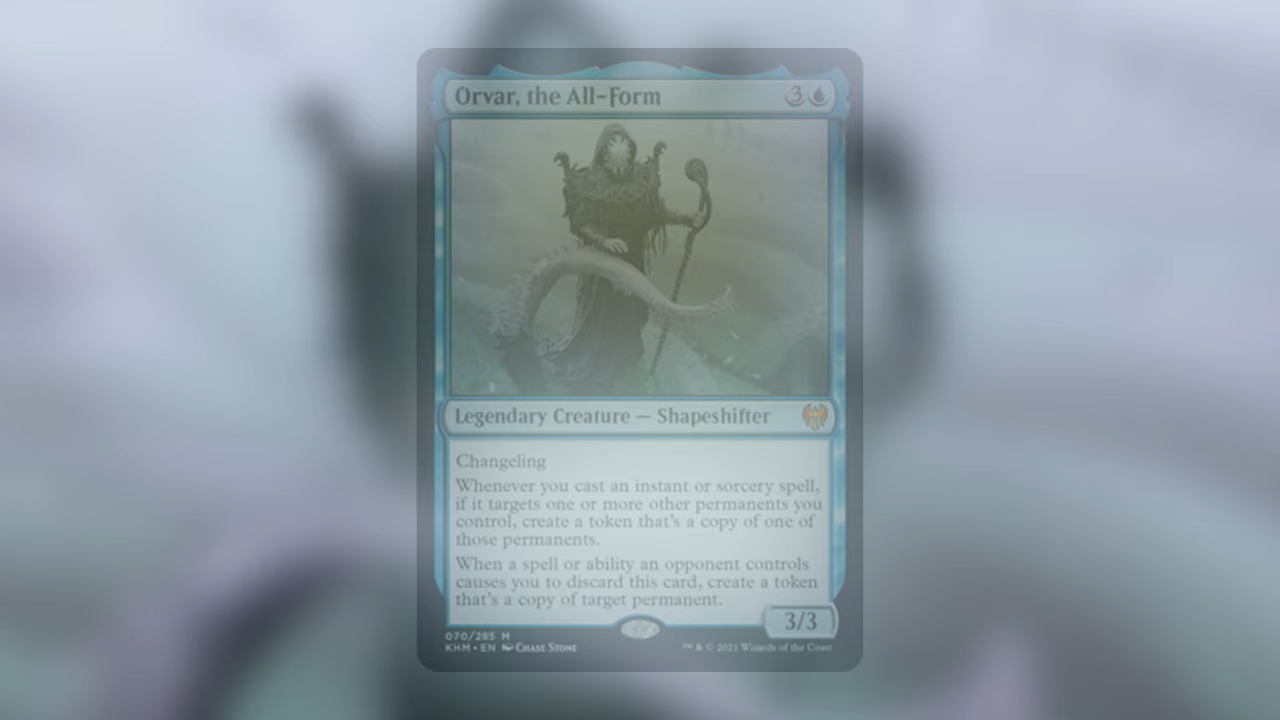 Orvar, the All-Form 3
Legendary Creature — Shapeshifter
Changeling
Whenever you cast an instant or sorcery spell,
if it targets one or more other permanents you
control, create a token that's a copy of one of
those permanents.
When a spell or ability an opponent controls
causes you to discard this card, create a token
that's a copy of target permanent.
3/3
070/285 M
KHM • EN Chase Stone
™ & © 2021 Wizards of the Coast